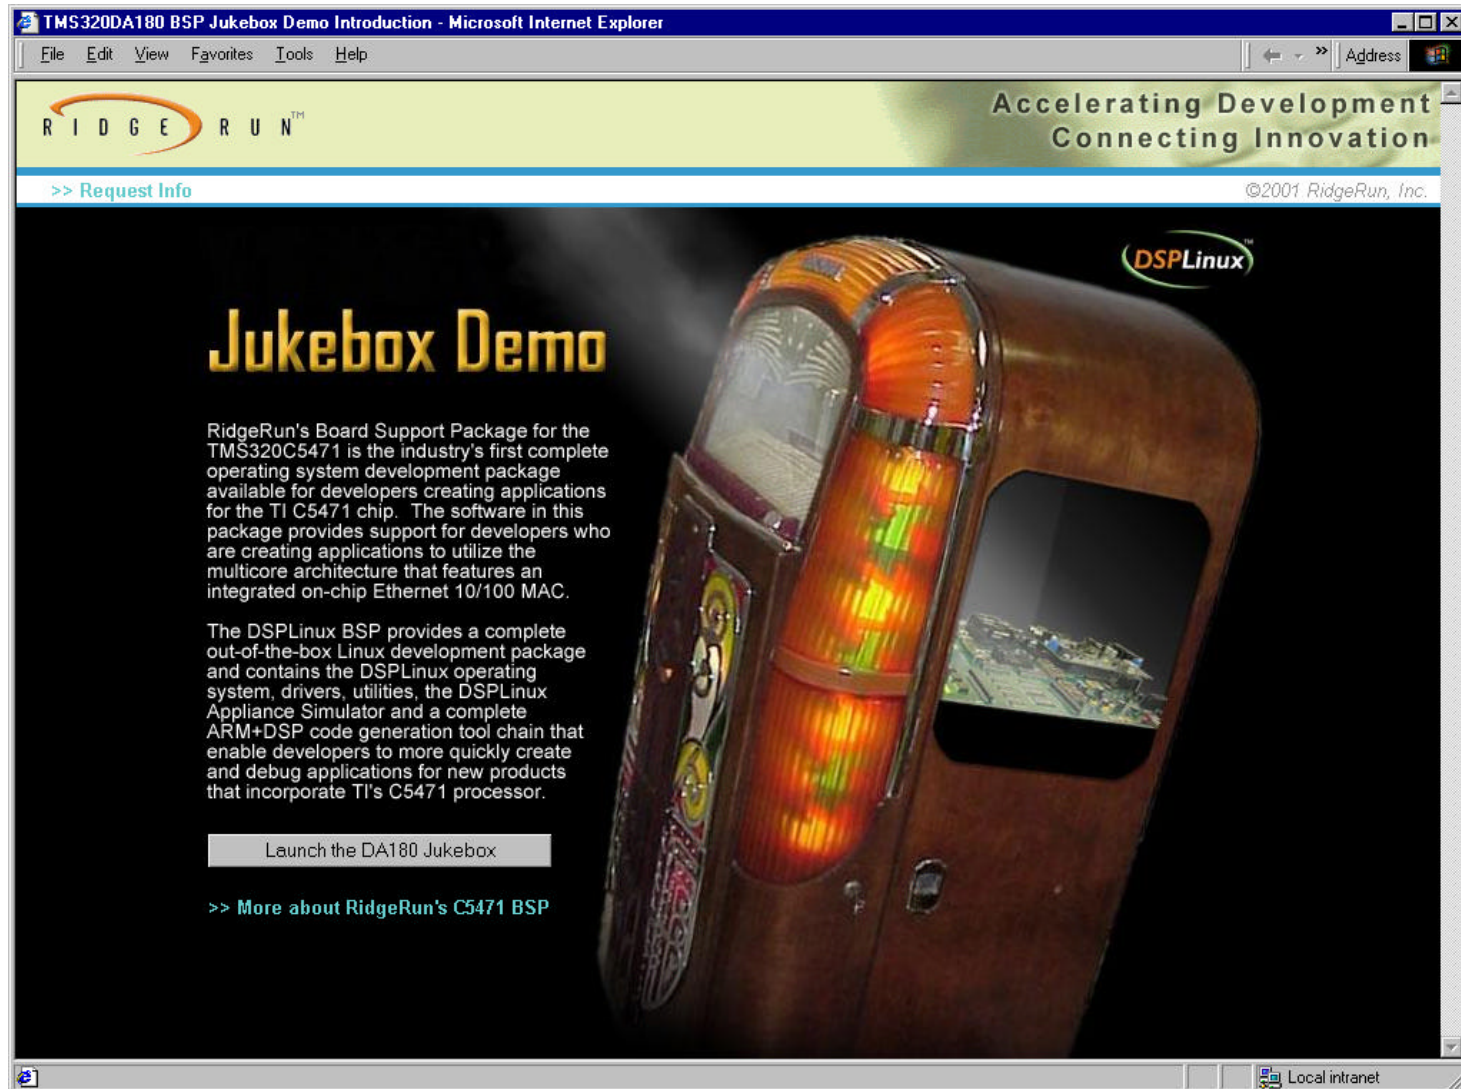 TMS320DA180 BSP Jukebox Demo Introduction - Microsoft Internet Explorer
File Edit View Favorites Tools Help
» Address
RIDGERUN™
Accelerating Development
Connecting Innovation
>> Request Info
©2001 RidgeRun, Inc.
DSPLinux™
Jukebox Demo
RidgeRun's Board Support Package for the
TMS320C5471 is the industry's first complete
operating system development package
available for developers creating applications
for the TI C5471 chip. The software in this
package provides support for developers who
are creating applications to utilize the
multicore architecture that features an
integrated on-chip Ethernet 10/100 MAC.
The DSPLinux BSP provides a complete
out-of-the-box Linux development package
and contains the DSPLinux operating
system, drivers, utilities, the DSPLinux
Appliance Simulator and a complete
ARM+DSP code generation tool chain that
enable developers to more quickly create
and debug applications for new products
that incorporate TI's C5471 processor.
Launch the DA180 Jukebox
>> More about RidgeRun's C5471 BSP
Local intranet